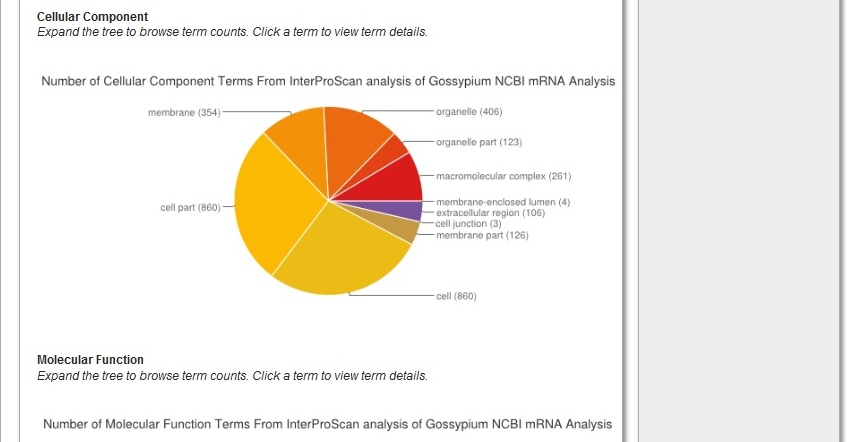 Cellular Component
Expand the tree to browse term counts. Click a term to view term details.
Number of Cellular Component Terms From InterProScan analysis of Gossypium NCBI mRNA Analysis
membrane (354)
organelle (406)
organelle part (123)
macromolecular complex (261)
cell part (860)
membrane-enclosed lumen (4)
extracellular region (106)
cell junction (3)
membrane part (126)
cell (860)
Molecular Function
Expand the tree to browse term counts. Click a term to view term details.
Number of Molecular Function Terms From InterProScan analysis of Gossypium NCBI mRNA Analysis